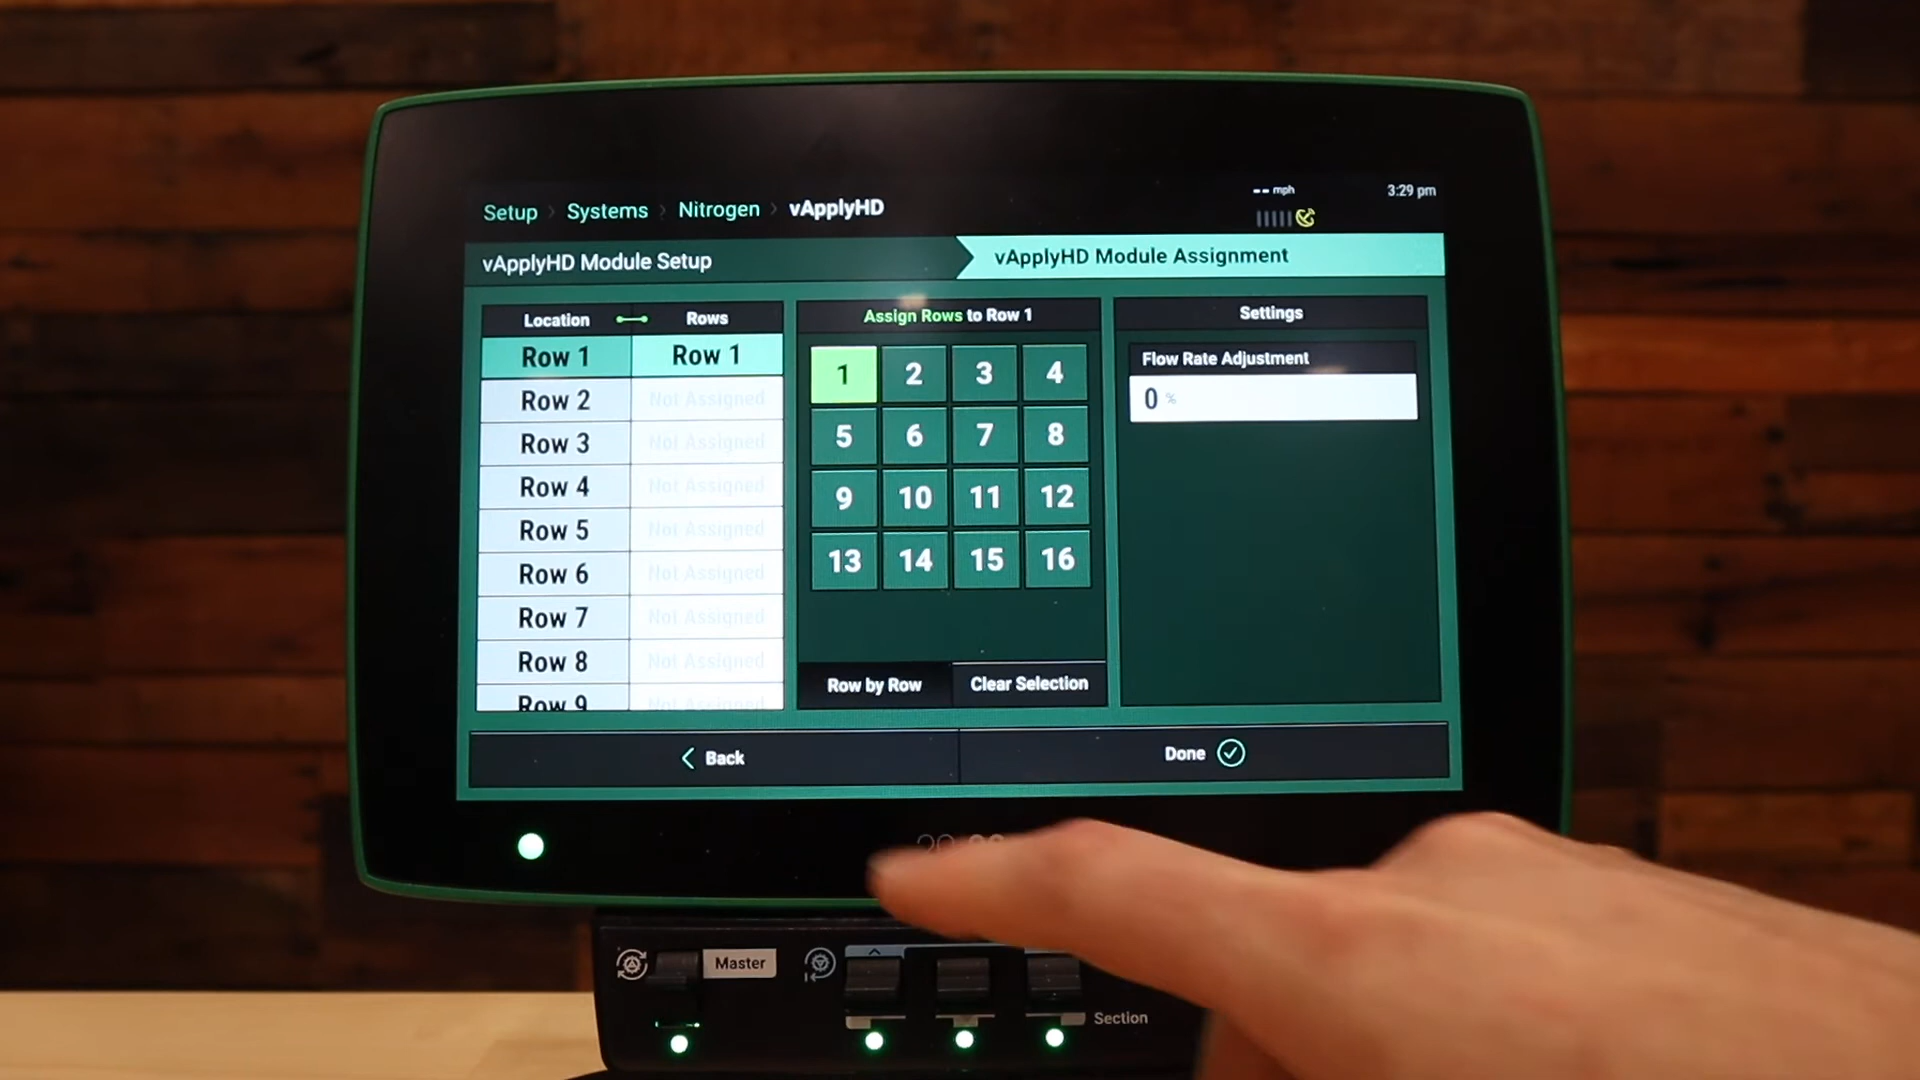 -- mph
3:29 pm
Setup > Systems > Nitrogen > vApplyHD
vApplyHD Module Setup
vApplyHD Module Assignment
Location Rows
Row 1 Row 1
Row 2 Not Assigned
Row 3 Not Assigned
Row 4 Not Assigned
Row 5 Not Assigned
Row 6 Not Assigned
Row 7 Not Assigned
Row 8 Not Assigned
Row 9 Not Assigned
Assign Rows to Row 1
1 2 3 4
5 6 7 8
9 10 11 12
13 14 15 16
Row by Row
Clear Selection
Settings
Flow Rate Adjustment
0 %
< Back
Done
Master
Section